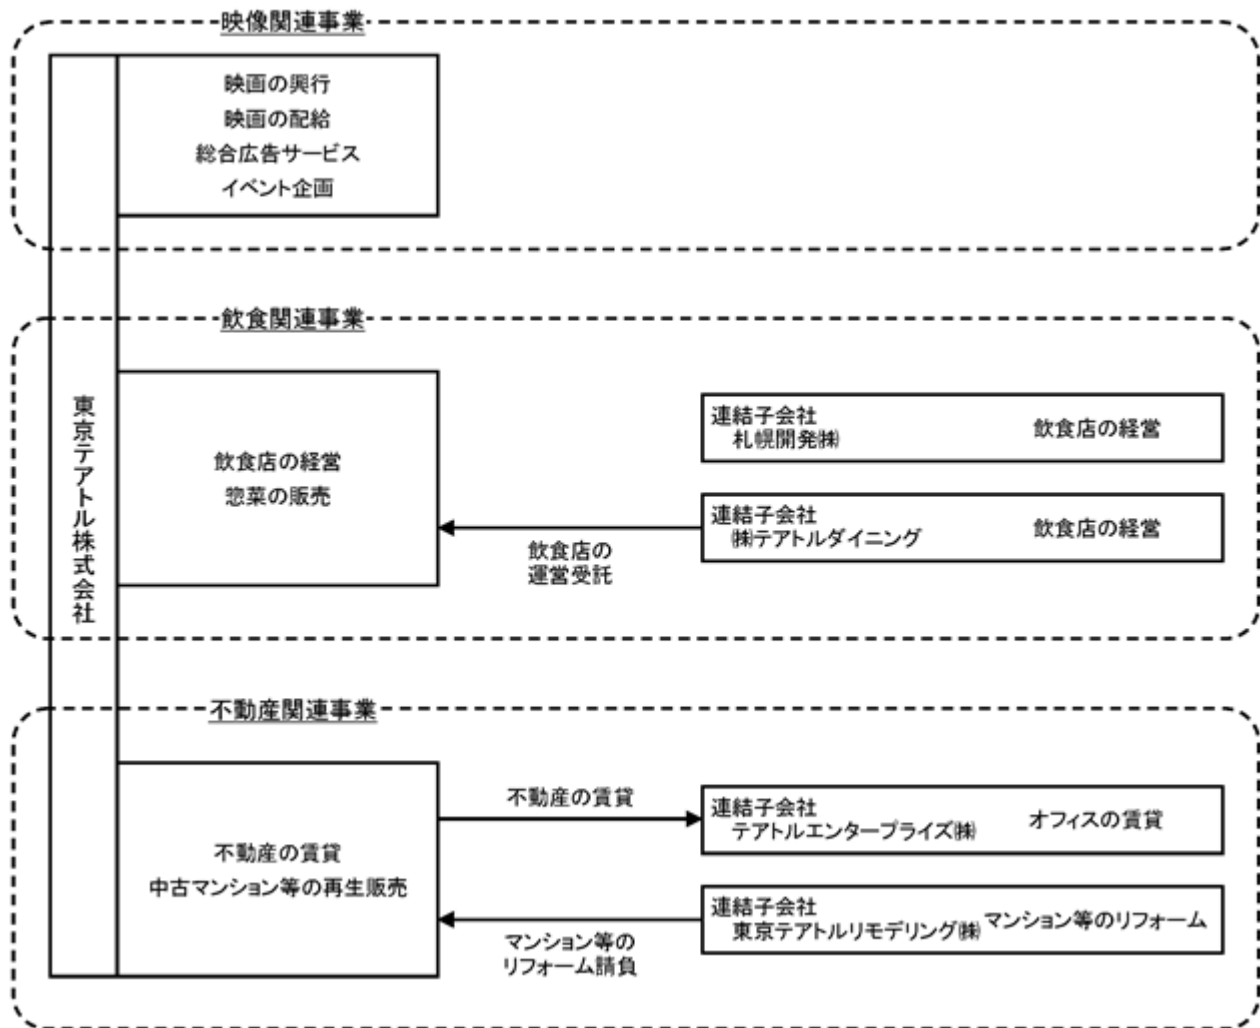 映像関連事業
映画の興行
映画の配給
総合広告サービス
イベント企画
東京テアトル株式会社
飲食関連事業
飲食店の経営
惣菜の販売
連結子会社
札幌開発㈱
飲食店の経営
連結子会社
㈱テアトルダイニング
飲食店の経営
飲食店の
運営受託
不動産関連事業
不動産の賃貸
中古マンション等の再生販売
不動産の賃貸
連結子会社
テアトルエンタープライズ㈱
オフィスの賃貸
連結子会社
東京テアトルリモデリング㈱
マンション等のリフォーム
マンション等の
リフォーム請負